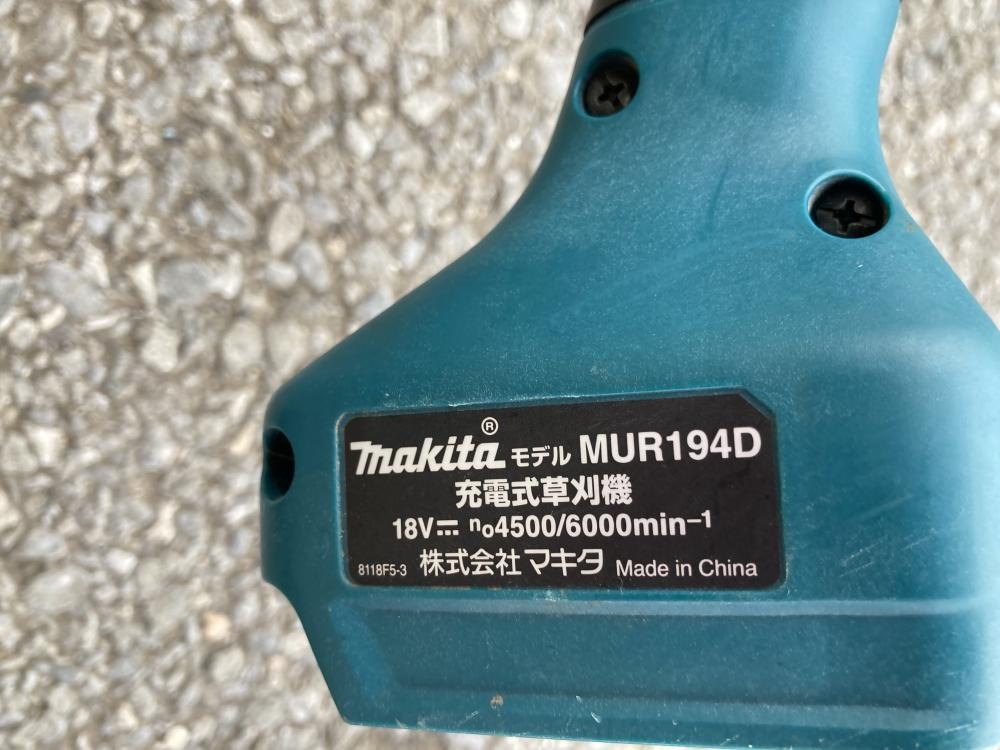 makita® モデル MUR194D
充電式草刈機
18V⎓ n₀4500/6000min⁻¹
8118F5-3 株式会社 マキタ Made in China